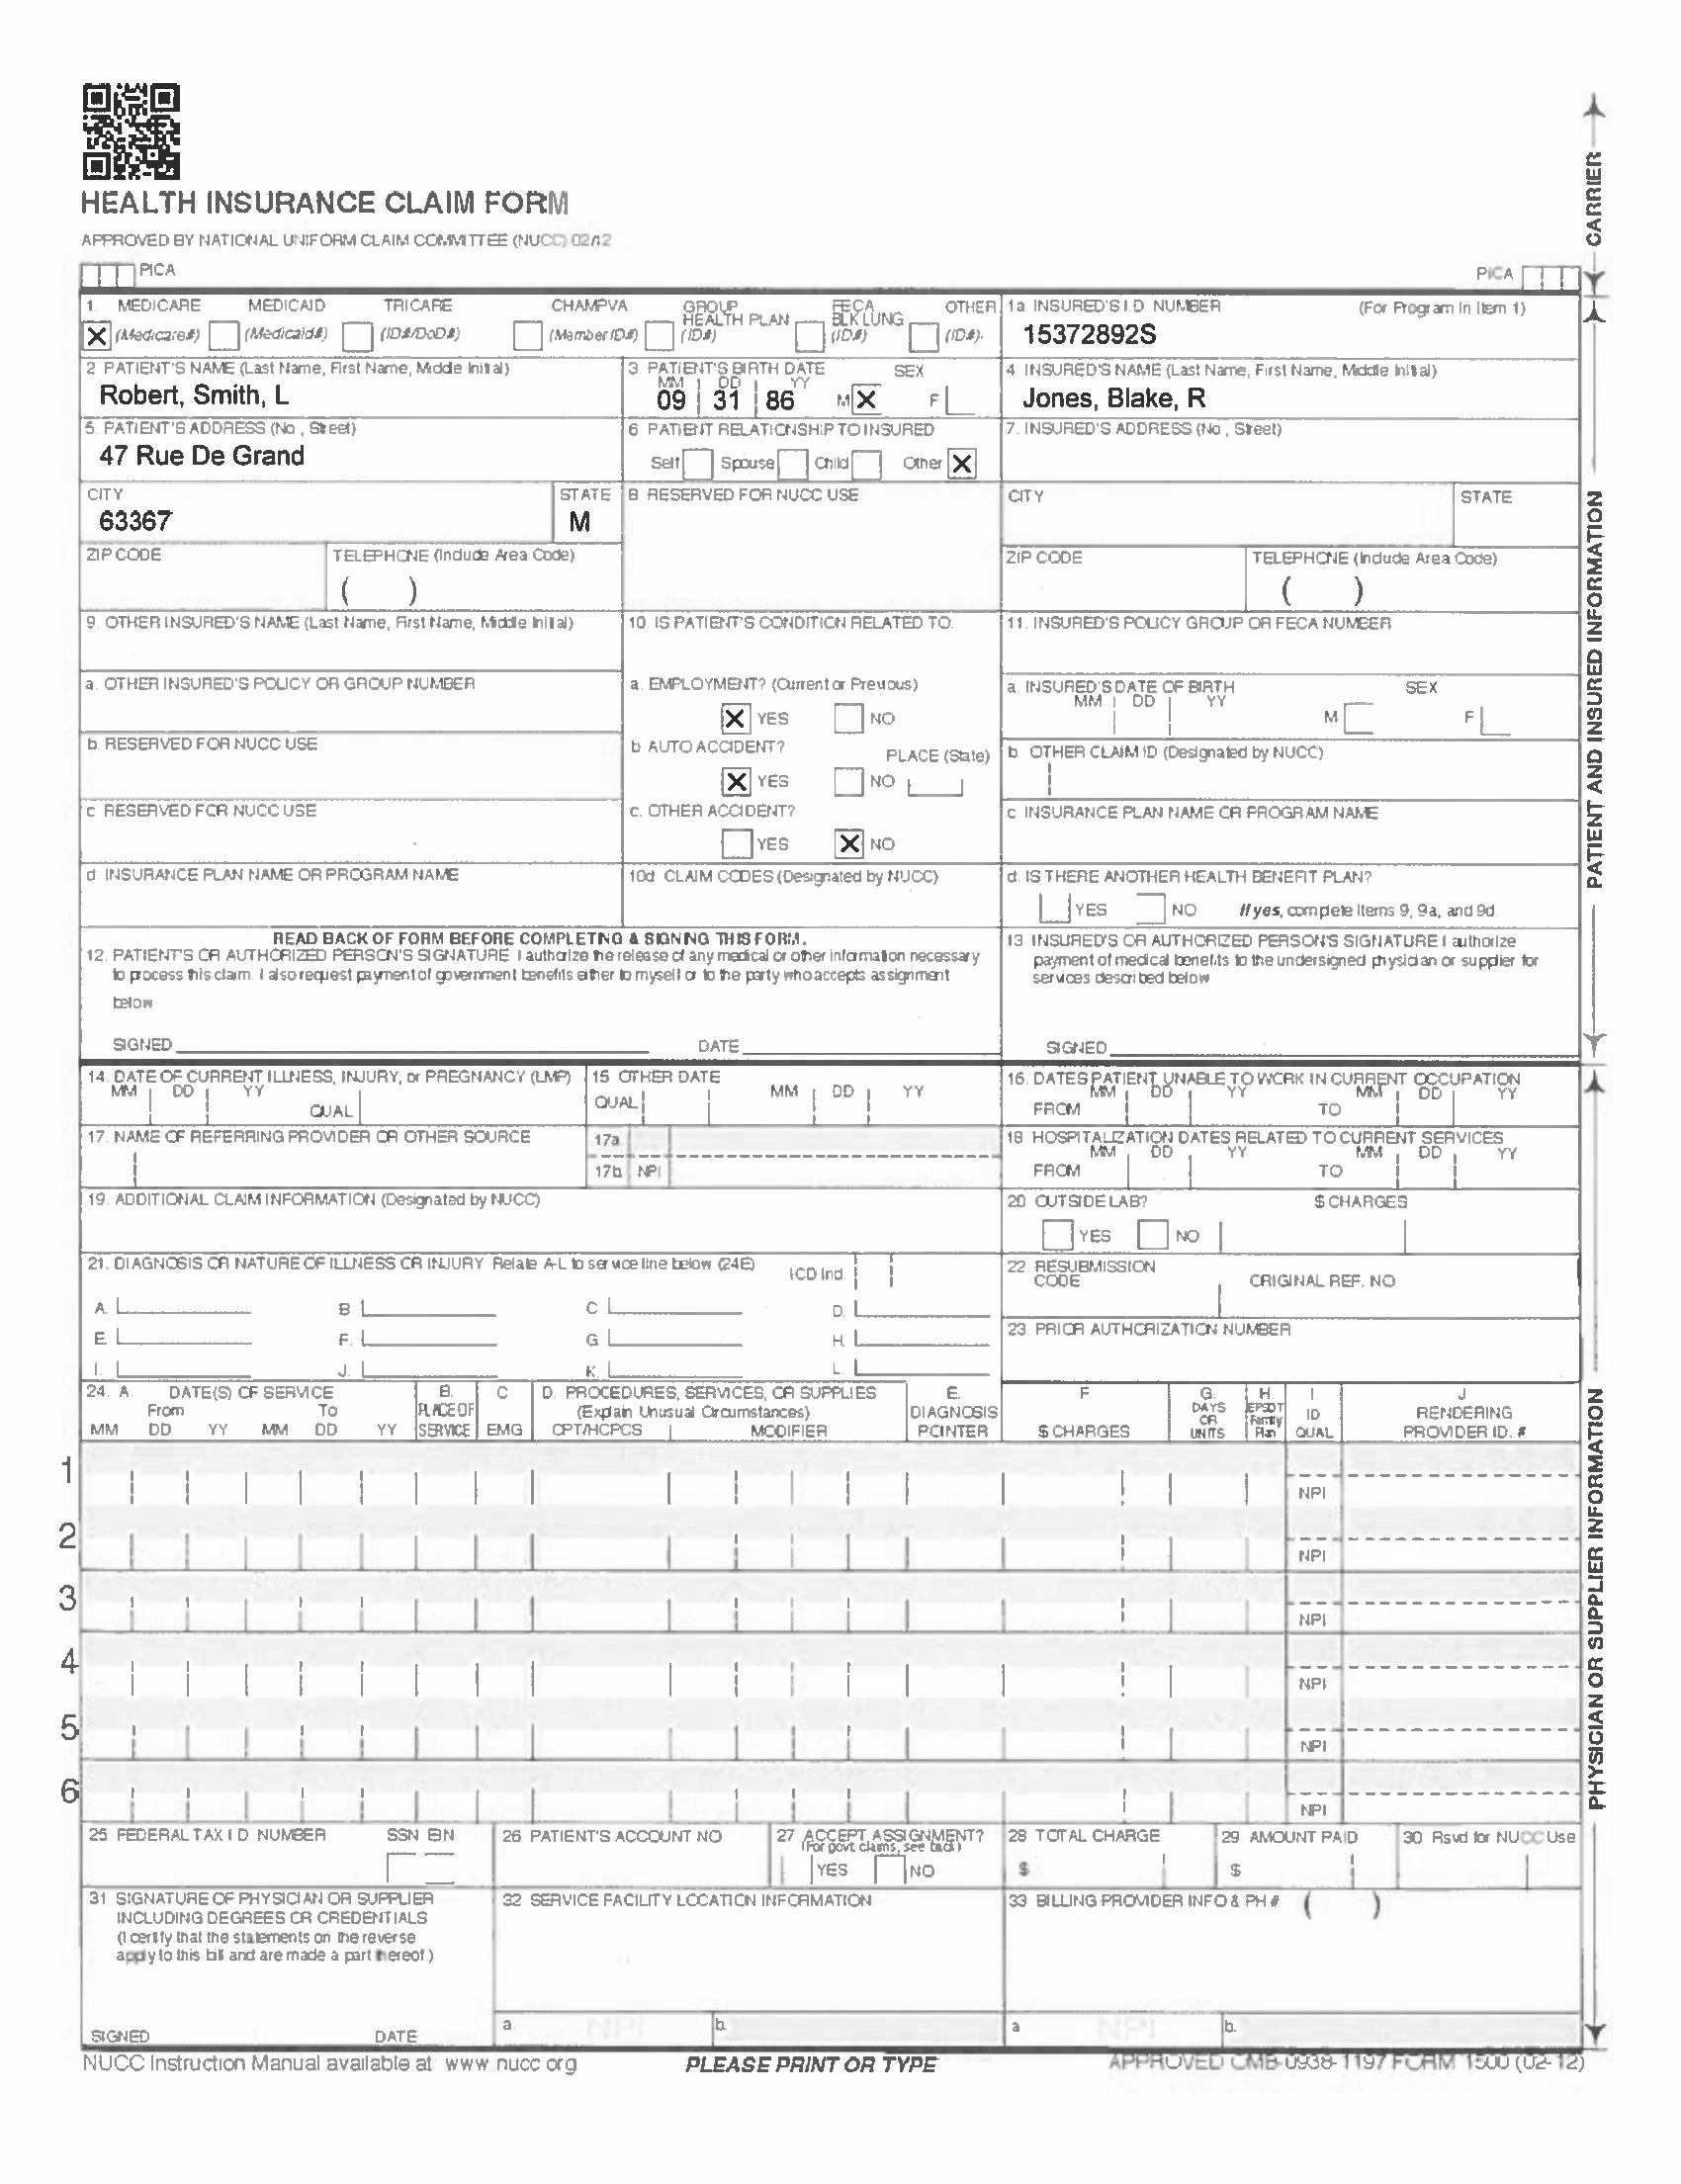 HEALTH INSURANCE CLAIM FORM
APPROVED BY NATIONAL UNIFORM CLAIM COMMITTEE (NUCC) 02/12
PICA PICA
CARRIER
1. MEDICARE MEDICAID TRICARE CHAMPVA GROUP HEALTH PLAN FECA BLK LUNG OTHER
(Medicare#) (Medicaid#) (ID#/DoD#) (Member ID#) (ID#) (ID#) (ID#)
1a INSURED'S I.D NUMBER (For Program in Item 1)
15372892S
2 PATIENT'S NAME (Last Name, First Name, Middle Initial)
Robert, Smith, L
3. PATIENT'S BIRTH DATE SEX
MM DD YY
09 31 86 M F
4 INSURED'S NAME (Last Name, First Name, Middle Initial)
Jones, Blake, R
5. PATIENT'S ADDRESS (No., Street)
47 Rue De Grand
6 PATIENT RELATIONSHIP TO INSURED
Self Spouse Child Other
7. INSURED'S ADDRESS (No., Street)
CITY STATE
63367 M
8 RESERVED FOR NUCC USE
CITY STATE
ZIP CODE TELEPHONE (Include Area Code)
( )
ZIP CODE TELEPHONE (Include Area Code)
( )
9. OTHER INSURED'S NAME (Last Name, First Name, Middle Initial)
10. IS PATIENT'S CONDITION RELATED TO:
11. INSURED'S POLICY GROUP OR FECA NUMBER
a. OTHER INSURED'S POLICY OR GROUP NUMBER
a. EMPLOYMENT? (Current or Previous)
YES NO
a. INSURED'S DATE OF BIRTH SEX
MM DD YY M F
b. RESERVED FOR NUCC USE
b AUTO ACCIDENT? PLACE (State)
YES NO
b. OTHER CLAIM ID (Designated by NUCC)
c RESERVED FOR NUCC USE
c. OTHER ACCIDENT?
YES NO
c INSURANCE PLAN NAME OR PROGRAM NAME
d. INSURANCE PLAN NAME OR PROGRAM NAME
10d CLAIM CODES (Designated by NUCC)
d. IS THERE ANOTHER HEALTH BENEFIT PLAN?
YES NO If yes, complete items 9, 9a, and 9d
PATIENT AND INSURED INFORMATION
READ BACK OF FORM BEFORE COMPLETING & SIGNING THIS FORM.
12. PATIENT'S OR AUTHORIZED PERSON'S SIGNATURE I authorize the release of any medical or other information necessary
to process this claim. I also request payment of government benefits either to myself or to the party who accepts assignment
below
SIGNED DATE
13 INSURED'S OR AUTHORIZED PERSON'S SIGNATURE I authorize
payment of medical benefits to the undersigned physician or supplier for
services described below
SIGNED
14. DATE OF CURRENT ILLNESS, INJURY, or PREGNANCY (LMP)
MM DD YY QUAL
15 OTHER DATE MM DD YY
QUAL
16. DATES PATIENT UNABLE TO WORK IN CURRENT OCCUPATION
MM DD YY MM DD YY
FROM TO
17. NAME OF REFERRING PROVIDER OR OTHER SOURCE
17a
17b NPI
18 HOSPITALIZATION DATES RELATED TO CURRENT SERVICES
MM DD YY MM DD YY
FROM TO
19. ADDITIONAL CLAIM INFORMATION (Designated by NUCC)
20 OUTSIDE LAB? $ CHARGES
YES NO
21. DIAGNOSIS OR NATURE OF ILLNESS OR INJURY Relate A-L to service line below (24E) ICD Ind.
A. B C D.
E F. G H.
I. J. K. L.
22. RESUBMISSION
CODE ORIGINAL REF. NO
23. PRIOR AUTHORIZATION NUMBER
24. A. DATE(S) OF SERVICE B. C D. PROCEDURES, SERVICES, OR SUPPLIES E. F. G. H. I. J
From To PLACE OF (Explain Unusual Circumstances) DIAGNOSIS DAYS OR UNITS EPSDT Family Plan ID RENDERING
MM DD YY MM DD YY SERVICE EMG CPT/HCPCS MODIFIER POINTER $ CHARGES QUAL PROVIDER ID. #
1 NPI
2 NPI
3 NPI
4 NPI
5 NPI
6 NPI
PHYSICIAN OR SUPPLIER INFORMATION
25 FEDERAL TAX I D NUMBER SSN EIN
26 PATIENT'S ACCOUNT NO
27 ACCEPT ASSIGNMENT?
(For govt claims, see back)
YES NO
28 TOTAL CHARGE
$
29 AMOUNT PAID
$
30 Rsvd for NUCC Use
31 SIGNATURE OF PHYSICIAN OR SUPPLIER
INCLUDING DEGREES OR CREDENTIALS
(I certify that the statements on the reverse
apply to this bill and are made a part thereof.)
SIGNED DATE
32 SERVICE FACILITY LOCATION INFORMATION
a. NPI b.
33 BILLING PROVIDER INFO & PH # ( )
a NPI b.
NUCC Instruction Manual available at www nucc org
PLEASE PRINT OR TYPE
APPROVED OMB-0938-1197 FORM 1500 (02-12)